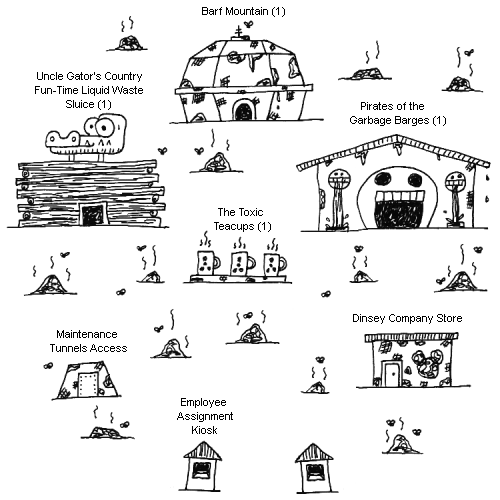 Barf Mountain (1)
Uncle Gator's Country
Fun-Time Liquid Waste
Sluice (1)
Pirates of the
Garbage Barges (1)
The Toxic
Teacups (1)
Maintenance
Tunnels Access
Dinsey Company Store
Employee
Assignment
Kiosk